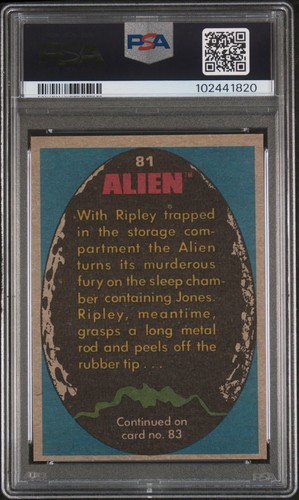 PSA
102441820
81
ALIEN™
With Ripley trapped
in the storage com-
partment the Alien
turns its murderous
fury on the sleep cham-
ber containing Jones.
Ripley, meantime,
grasps a long metal
rod and peels off the
rubber tip . . .
Continued on
card no. 83